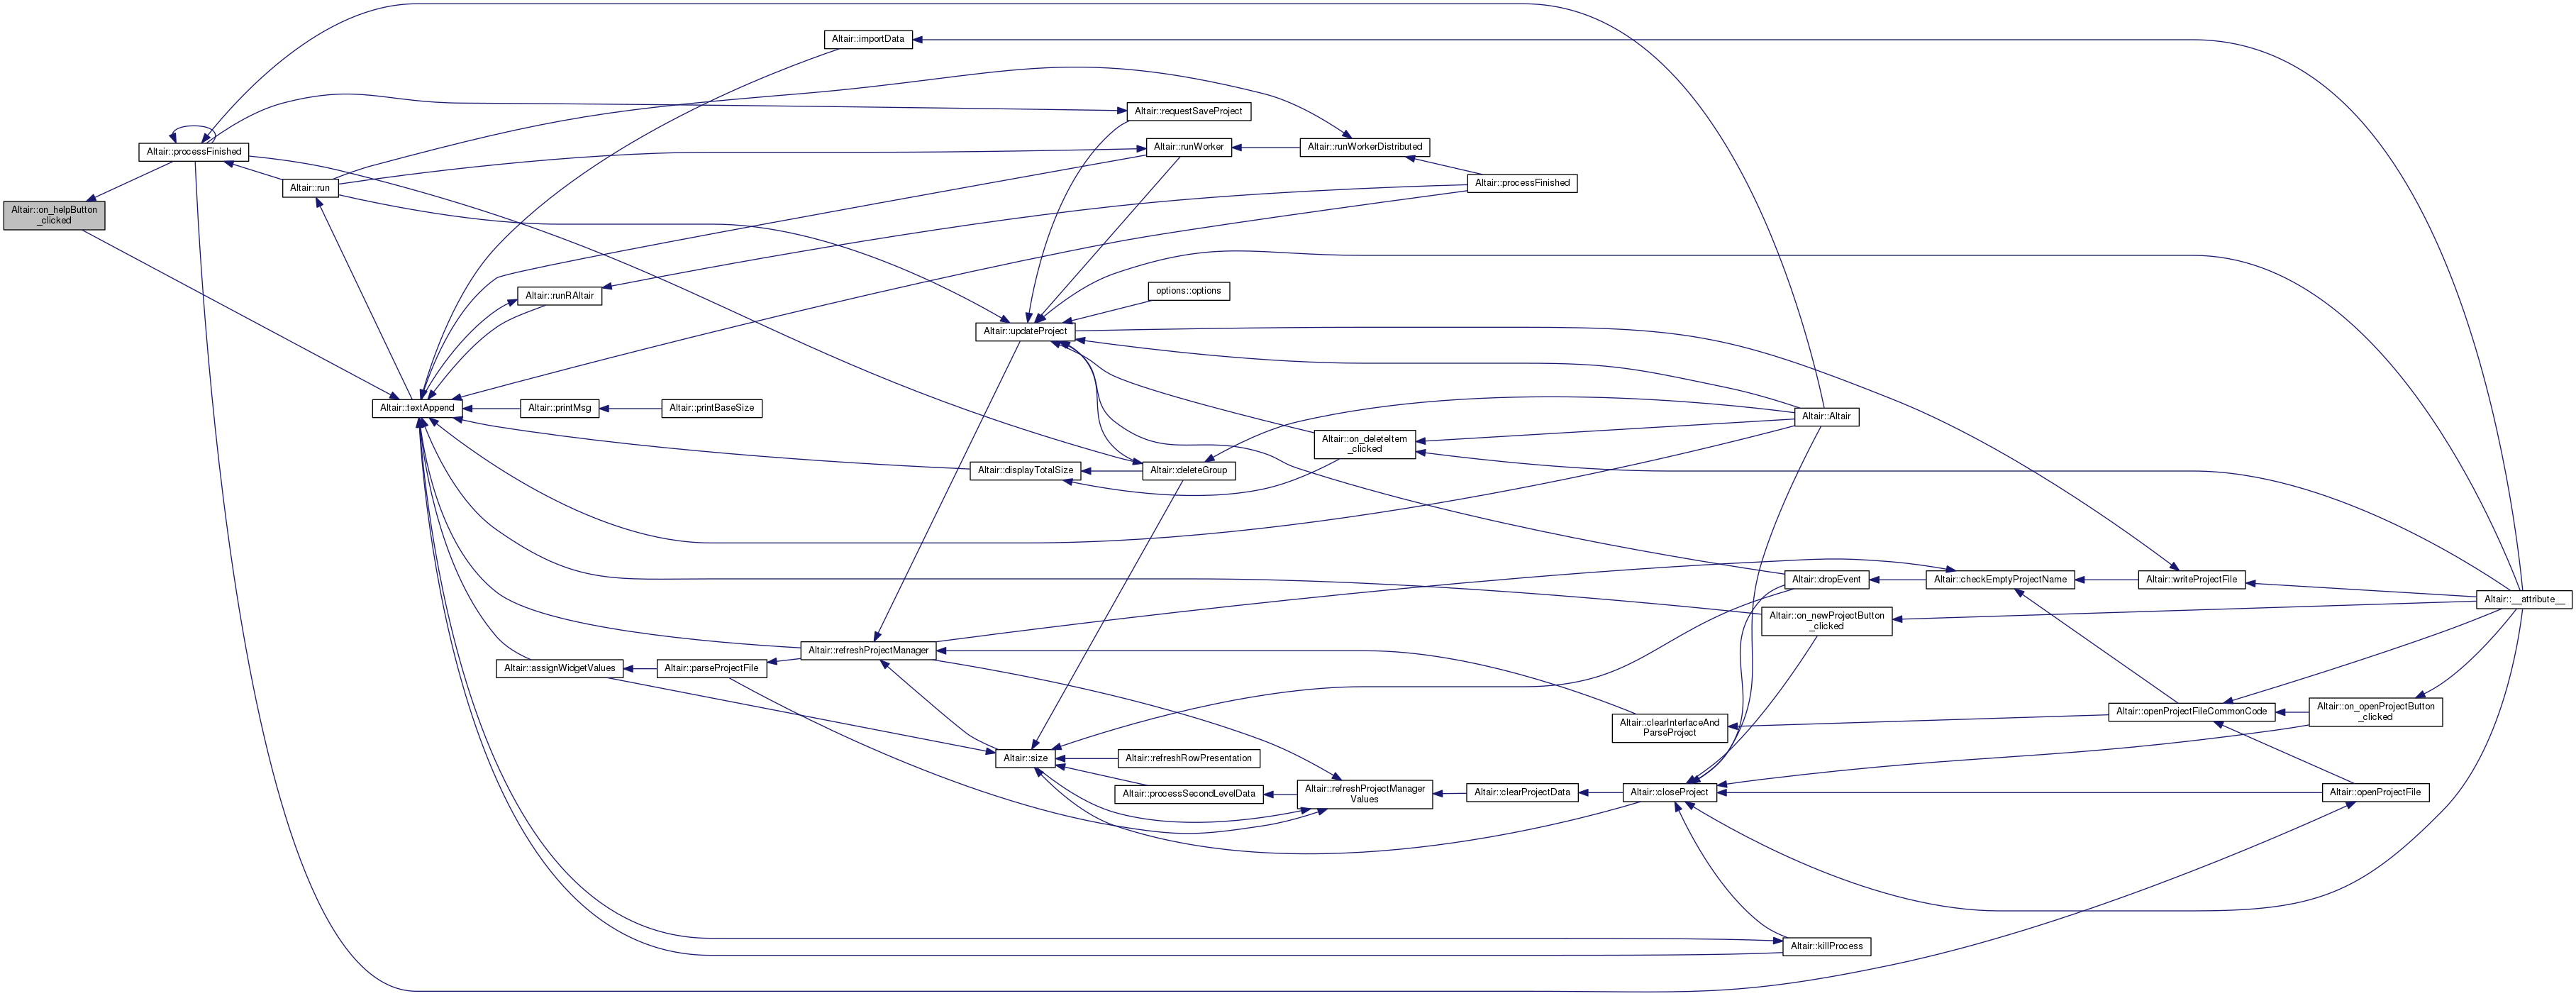 Altair::importData
Altair::requestSaveProject
Altair::processFinished
Altair::runWorker
Altair::runWorkerDistributed
Altair::run
Altair::processFinished
Altair::on_helpButton
_clicked
Altair::runRAltair
options::options
Altair::updateProject
Altair::textAppend
Altair::printMsg
Altair::printBaseSize
Altair::Altair
Altair::on_deleteItem
_clicked
Altair::displayTotalSize
Altair::deleteGroup
Altair::dropEvent
Altair::checkEmptyProjectName
Altair::writeProjectFile
Altair::__attribute__
Altair::on_newProjectButton
_clicked
Altair::refreshProjectManager
Altair::assignWidgetValues
Altair::parseProjectFile
Altair::clearInterfaceAnd
ParseProject
Altair::openProjectFileCommonCode
Altair::on_openProjectButton
_clicked
Altair::size
Altair::refreshRowPresentation
Altair::processSecondLevelData
Altair::refreshProjectManager
Values
Altair::clearProjectData
Altair::closeProject
Altair::openProjectFile
Altair::killProcess